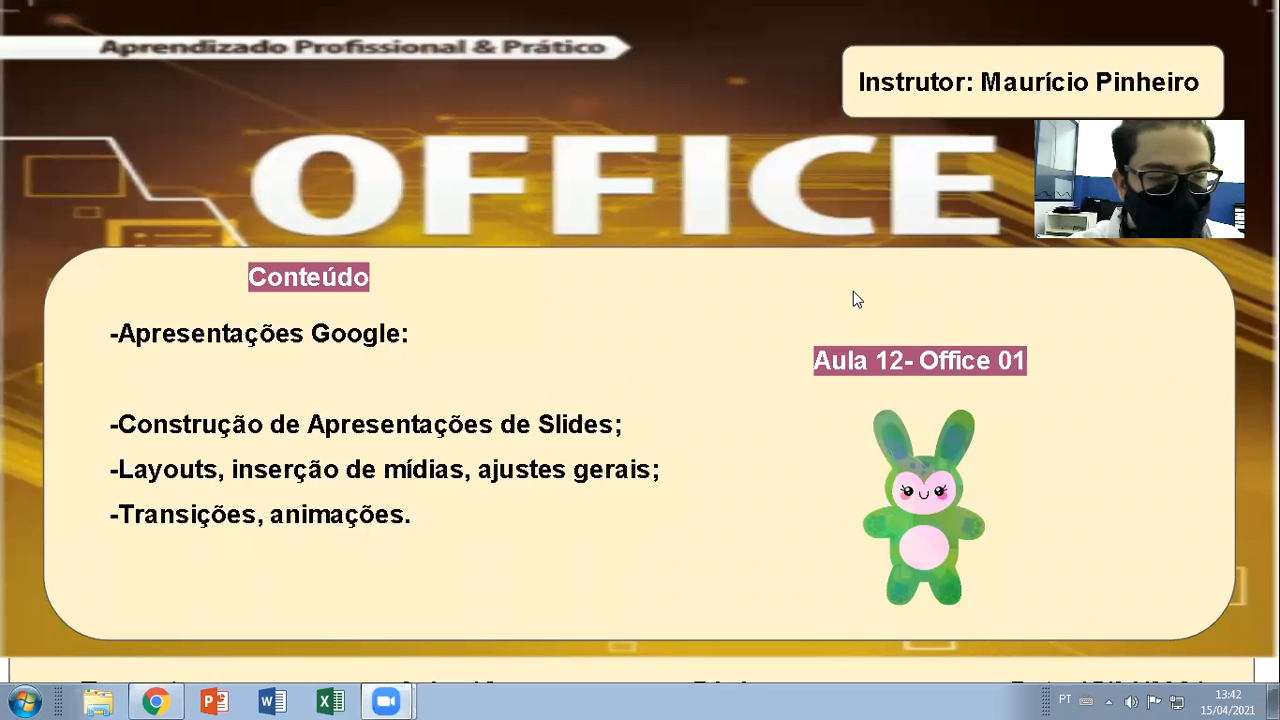 Aprendizado Profissional & Prático
Instrutor: Maurício Pinheiro
OFFICE
Conteúdo
-Apresentações Google:
Aula 12- Office 01
-Construção de Apresentações de Slides;
-Layouts, inserção de mídias, ajustes gerais;
-Transições, animações.
PT
13:42
15/04/2021